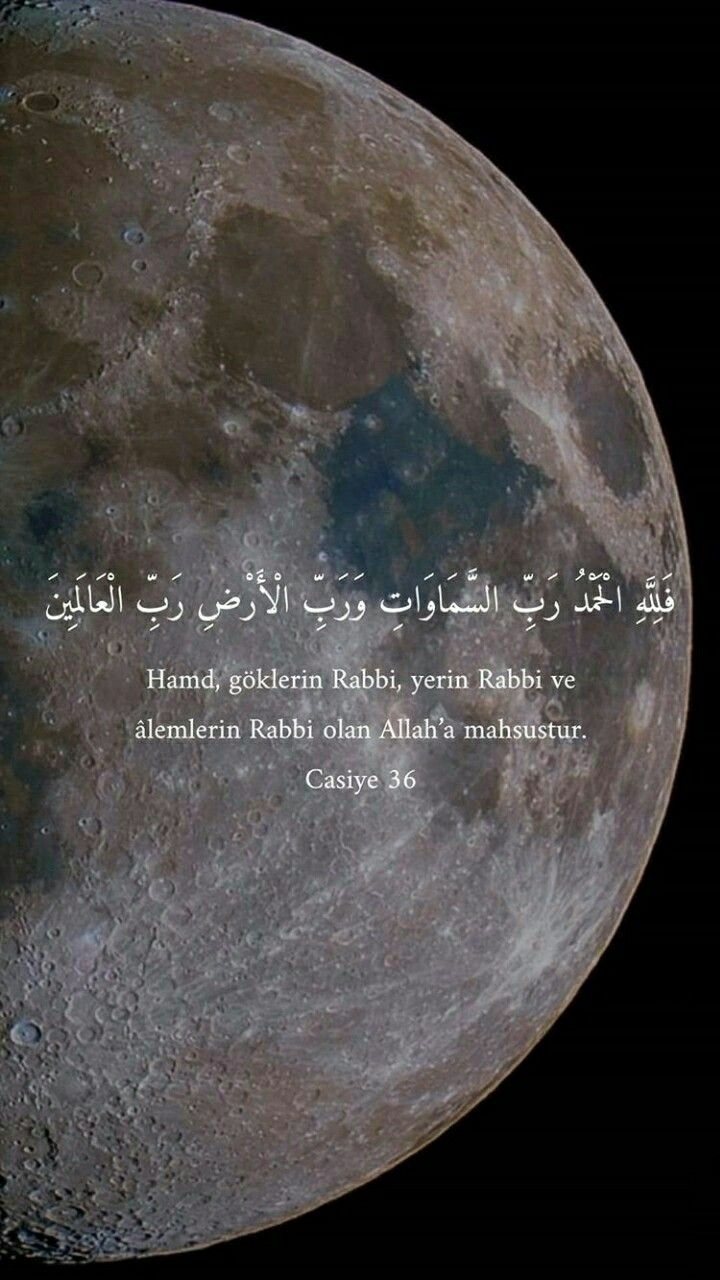 فَلِلَّهِ الْحَمْدُ رَبِّ السَّمَاوَاتِ وَرَبِّ الْأَرْضِ رَبِّ الْعَالَمِينَ
Hamd, göklerin Rabbi, yerin Rabbi ve
âlemlerin Rabbi olan Allah’a mahsustur.
Casiye 36